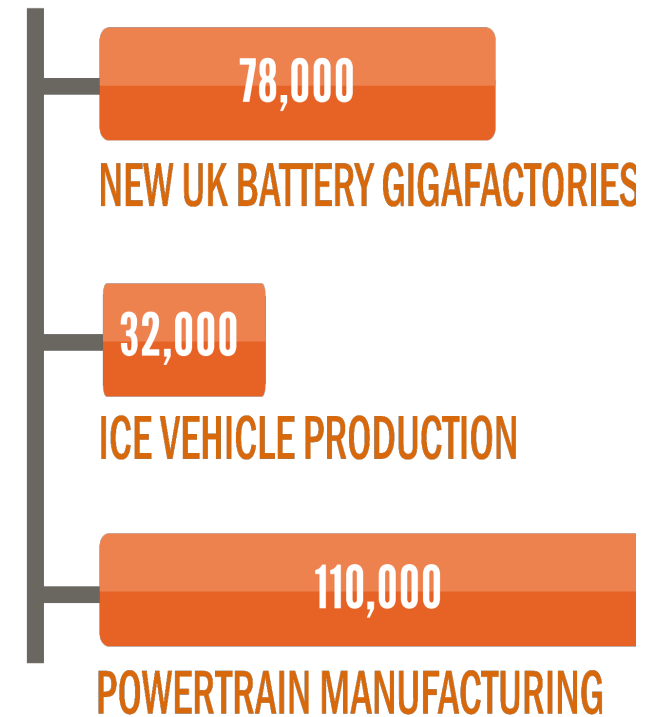 78,000
NEW UK BATTERY GIGAFACTORIES
32,000
ICE VEHICLE PRODUCTION
110,000
POWERTRAIN MANUFACTURING